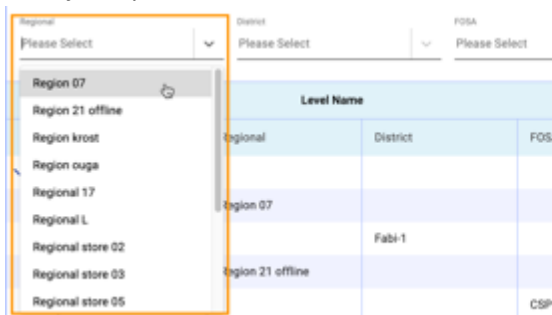 Regional District FOSA
Please Select Please Select Please Select
Region 07
Level Name
Region 21 offline
Region krost
Regional District
Region ouga
Regional 17
Region 07
Regional L
Fabi-1
Regional store 02
Regional store 03
Region 21 offline
Regional store 05